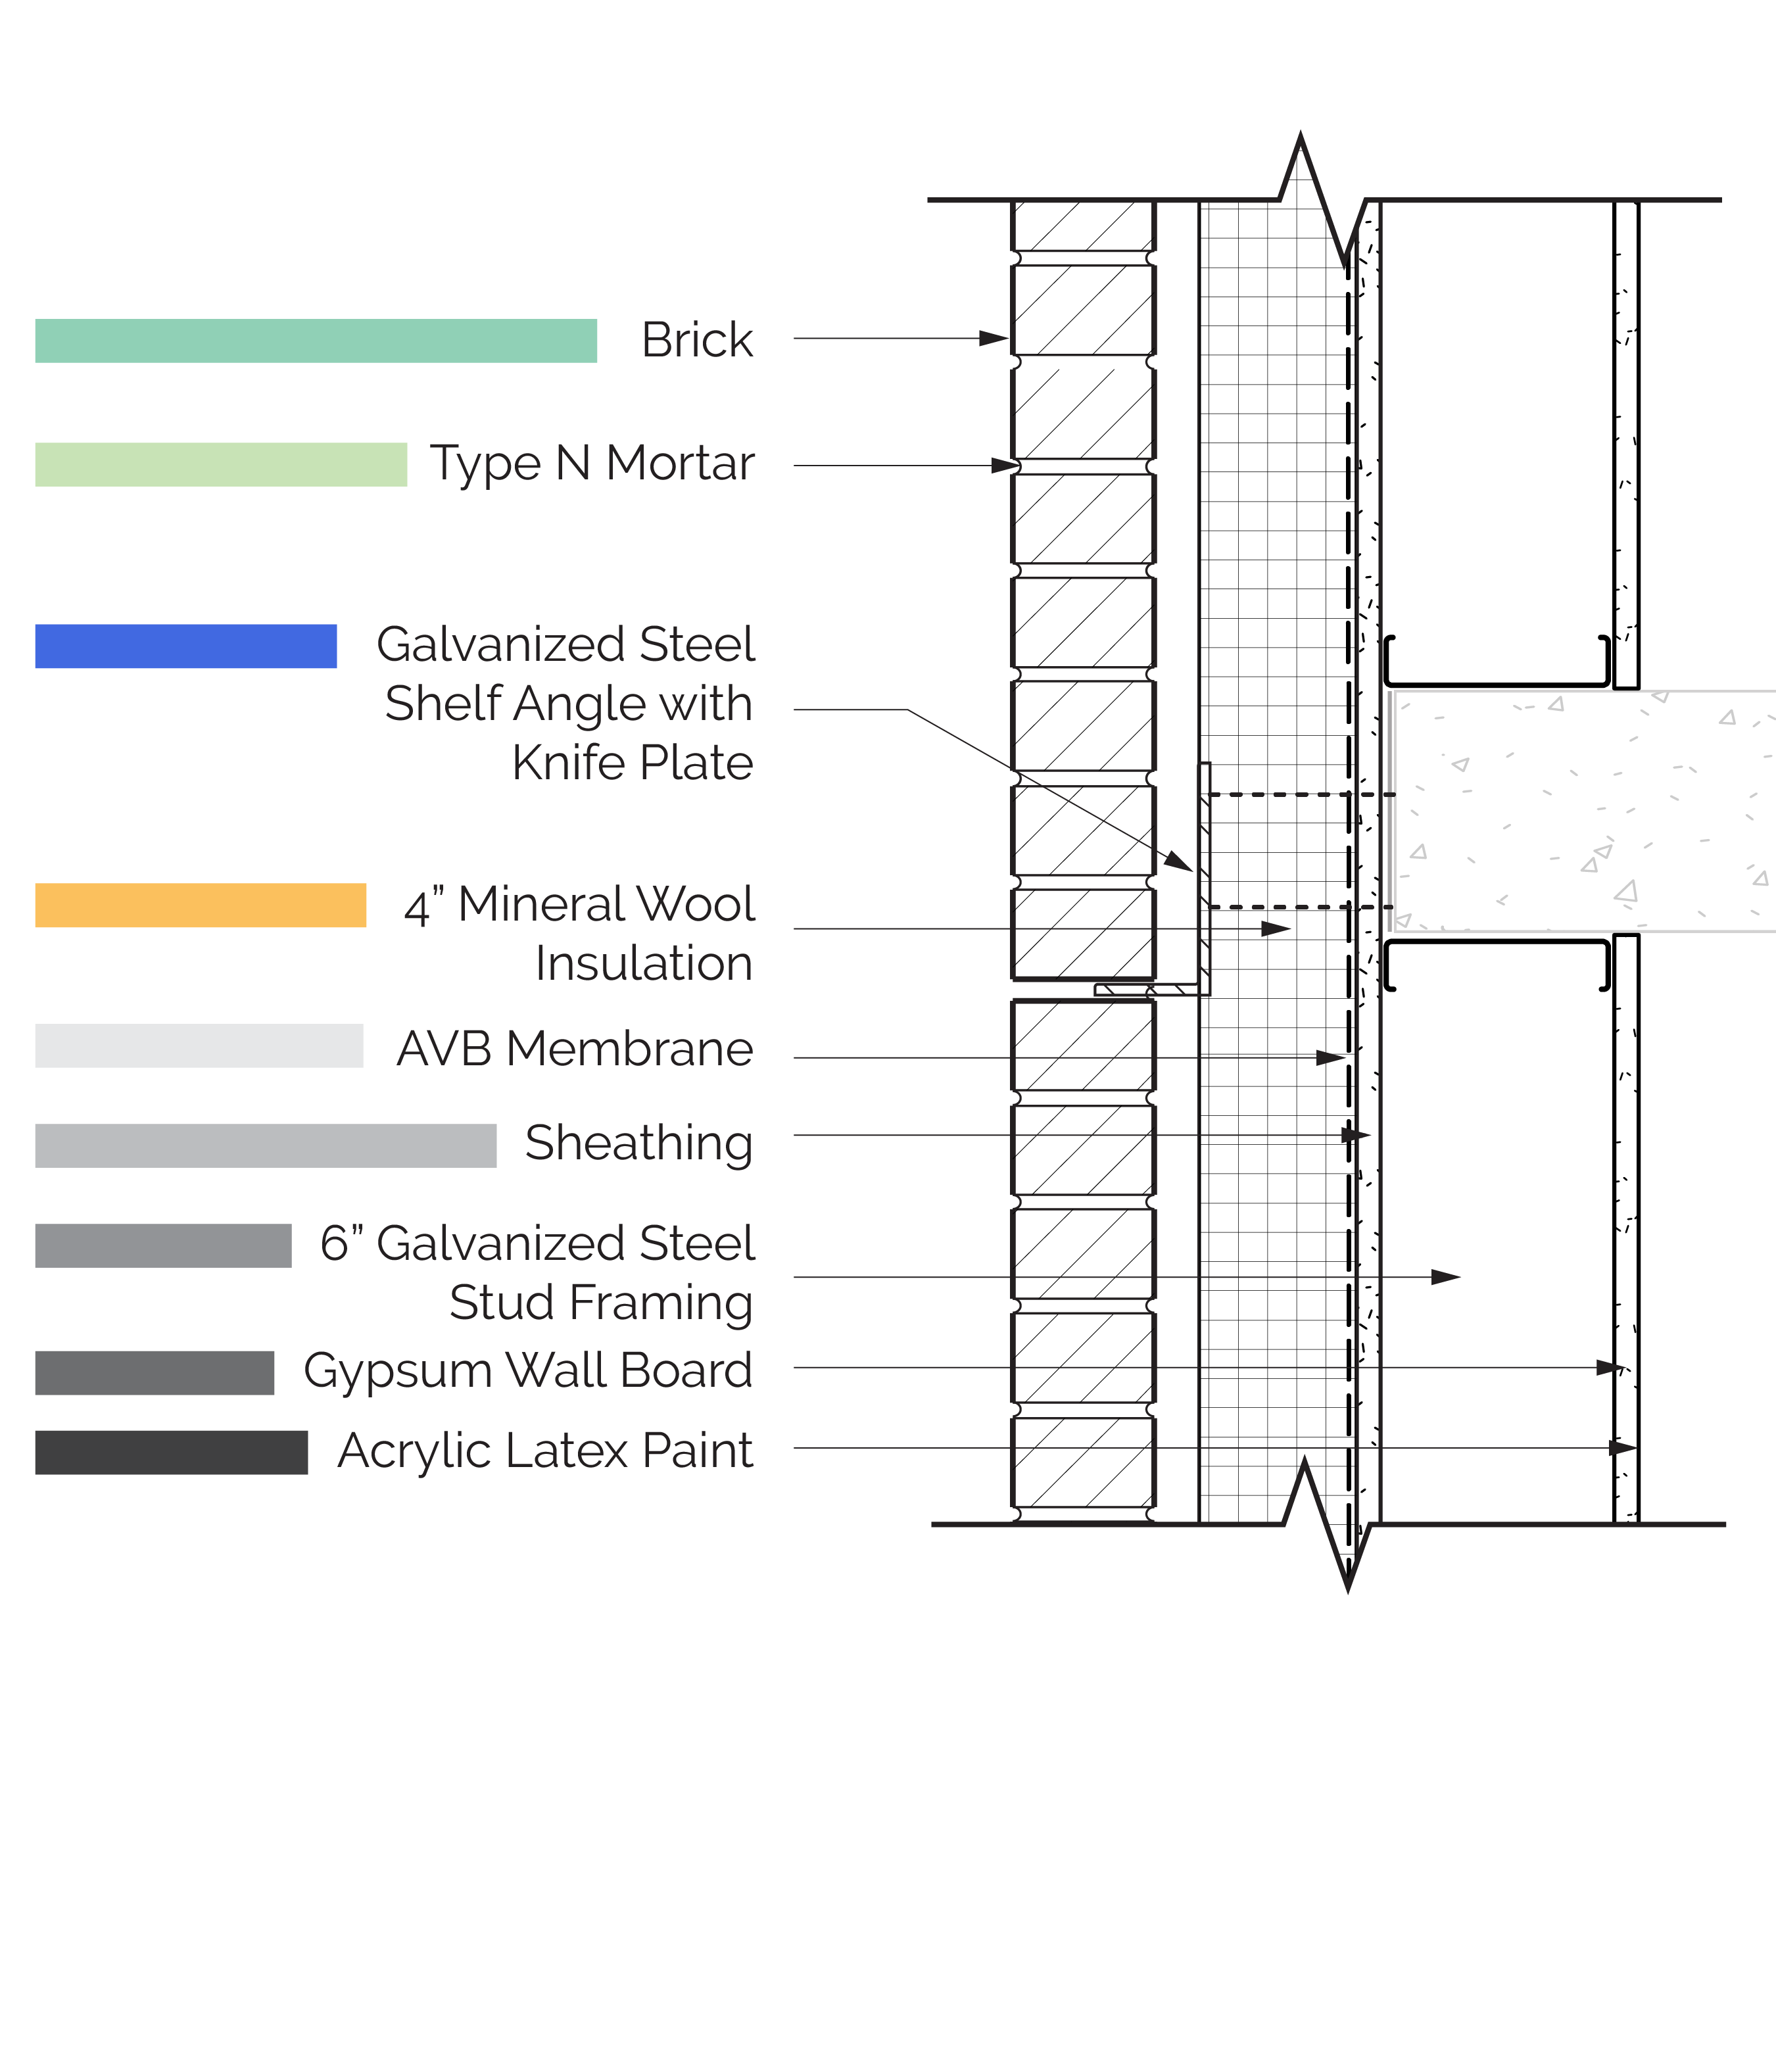 Brick
Type N Mortar
Galvanized Steel
Shelf Angle with
Knife Plate
4” Mineral Wool
Insulation
AVB Membrane
Sheathing
6” Galvanized Steel
Stud Framing
Gypsum Wall Board
Acrylic Latex Paint